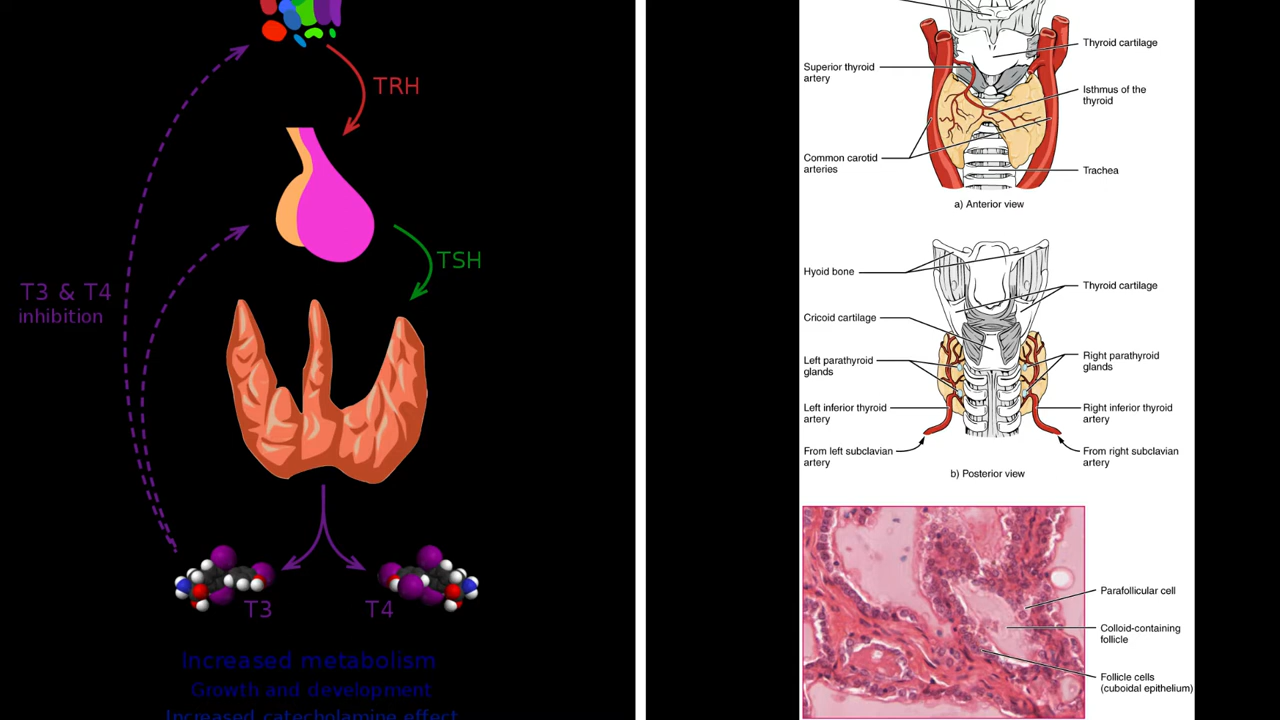 TRH
TSH
T3 & T4
inhibition
T3
T4
Increased metabolism
Growth and development
Increased catecholamine effect
Thyroid cartilage
Superior thyroid
artery
Isthmus of the
thyroid
Common carotid
arteries
Trachea
a) Anterior view
Hyoid bone
Thyroid cartilage
Cricoid cartilage
Left parathyroid
glands
Right parathyroid
glands
Left inferior thyroid
artery
Right inferior thyroid
artery
From left subclavian
artery
From right subclavian
artery
b) Posterior view
Parafollicular cell
Colloid-containing
follicle
Follicle cells
(cuboidal epithelium)